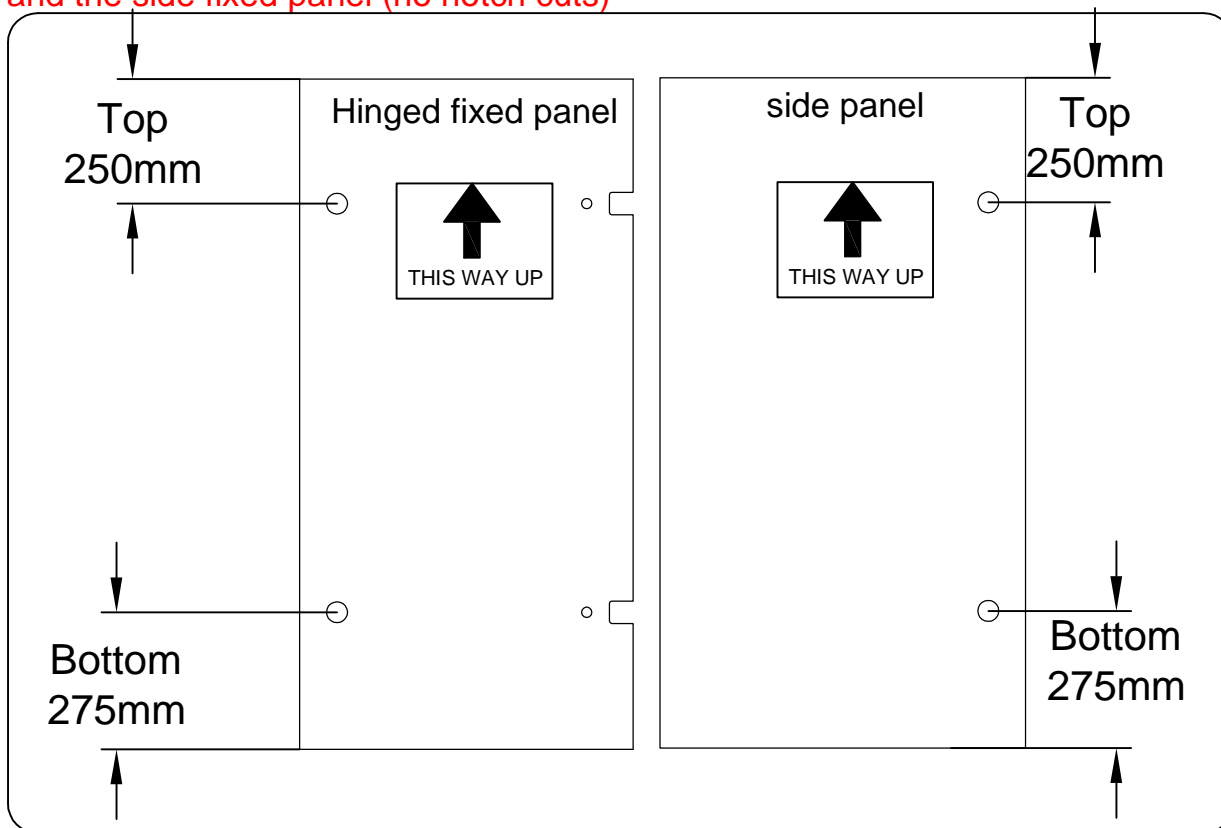 and the side fixed panel (no notch cuts)
Hinged fixed panel
side panel
Top
250mm
Top
250mm
THIS WAY UP
THIS WAY UP
Bottom
275mm
Bottom
275mm